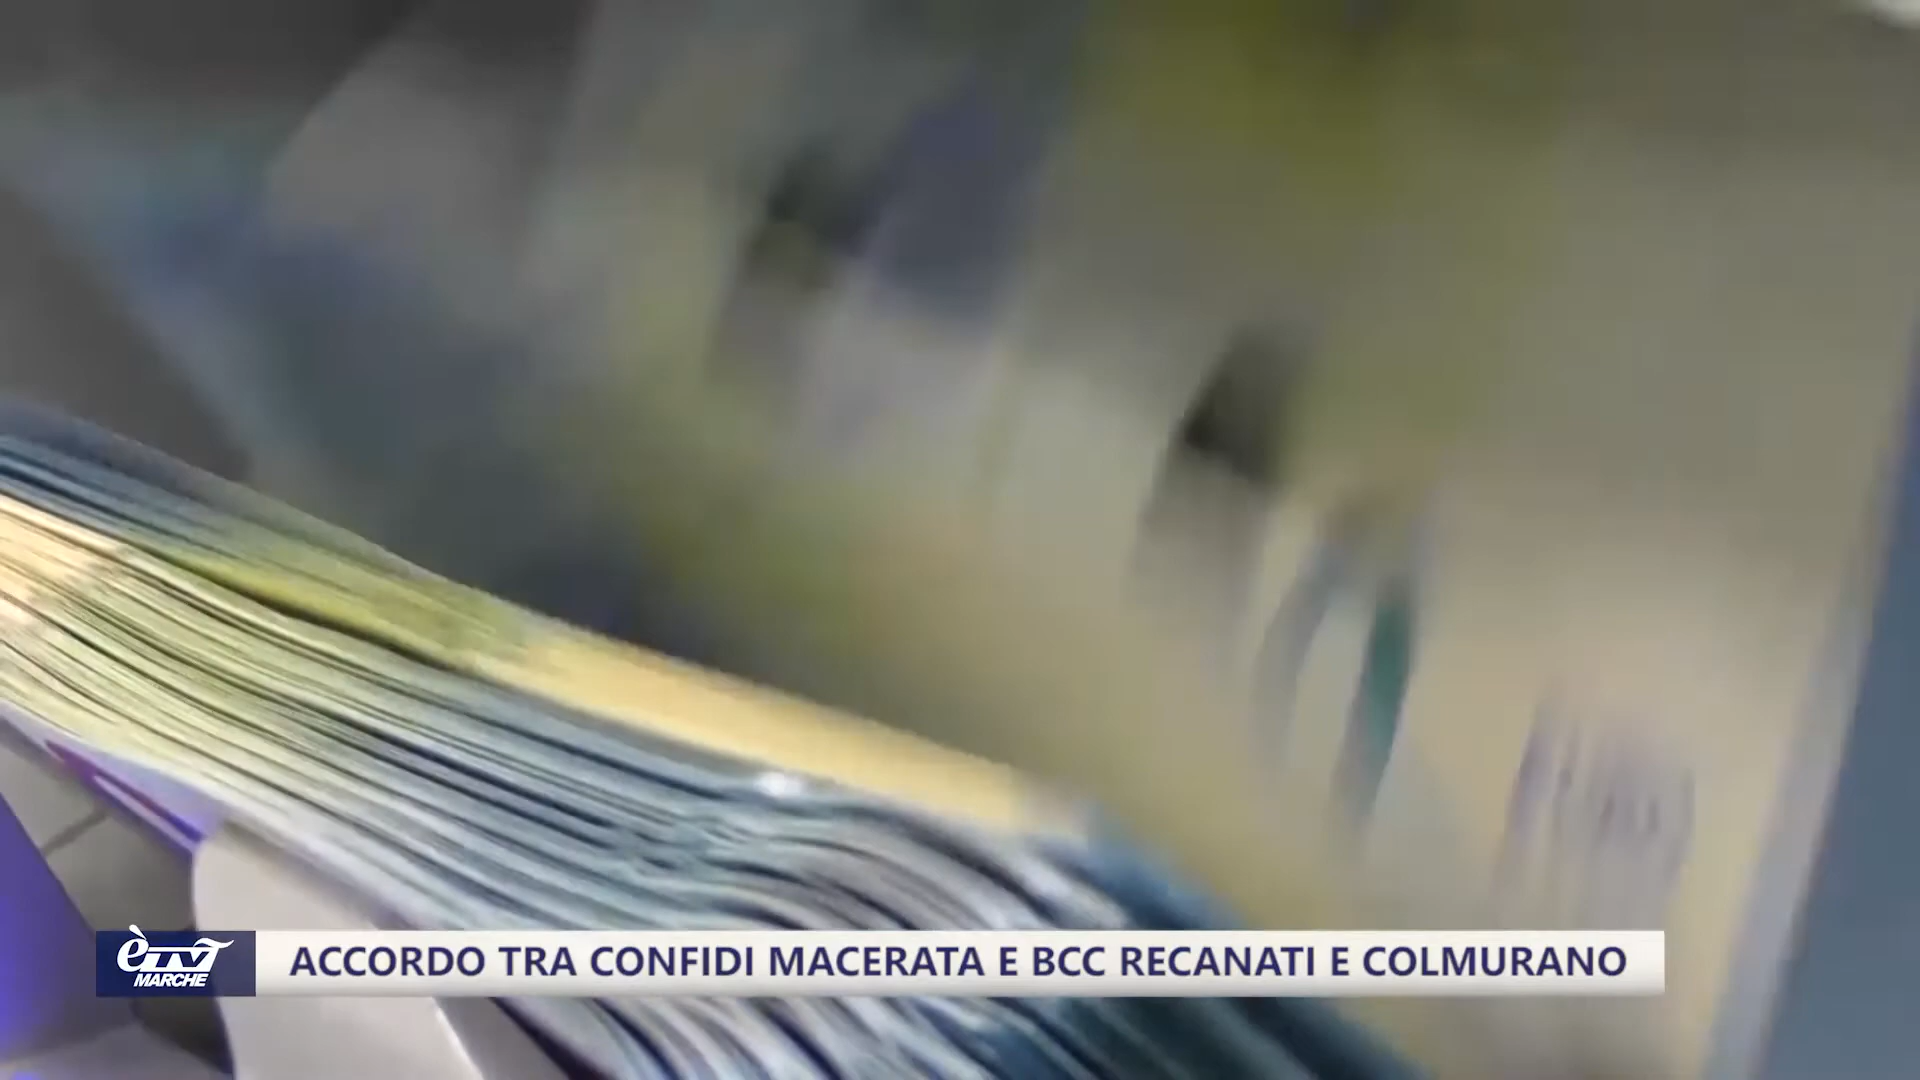 èTV
MARCHE
ACCORDO TRA CONFIDI MACERATA E BCC RECANATI E COLMURANO